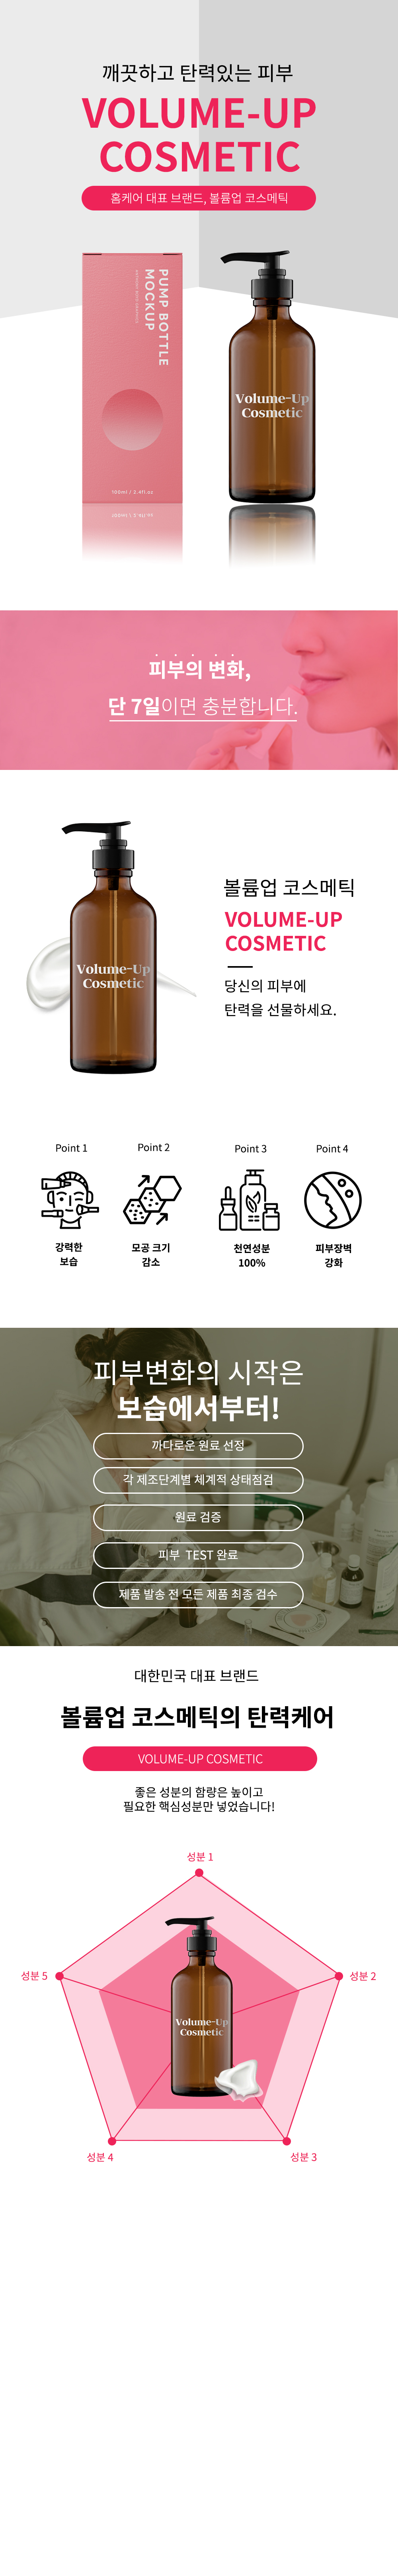 깨끗하고 탄력있는 피부
VOLUME-UP
COSMETIC
홈케어 대표 브랜드, 볼륨업 코스메틱
PUMP BOTTLE
MOCKUP
100ml / 2.4fl oz
Volume-Up
Cosmetic
피부의 변화,
단 7일이면 충분합니다.
Volume-Up
Cosmetic
볼륨업 코스메틱
VOLUME-UP
COSMETIC
당신의 피부에
탄력을 선물하세요.
Point 1
Point 2
Point 3
Point 4
강력한
보습
모공 크기
감소
천연성분
100%
피부장벽
강화
피부변화의 시작은
보습에서부터!
까다로운 원료 선정
각 제조단계별 체계적 상태점검
원료 검증
피부 TEST 완료
제품 발송 전 모든 제품 최종 검수
대한민국 대표 브랜드
볼륨업 코스메틱의 탄력케어
VOLUME-UP COSMETIC
좋은 성분의 함량은 높이고
필요한 핵심성분만 넣었습니다!
성분 1
성분 5
성분 2
Volume-Up
Cosmetic
성분 4
성분 3